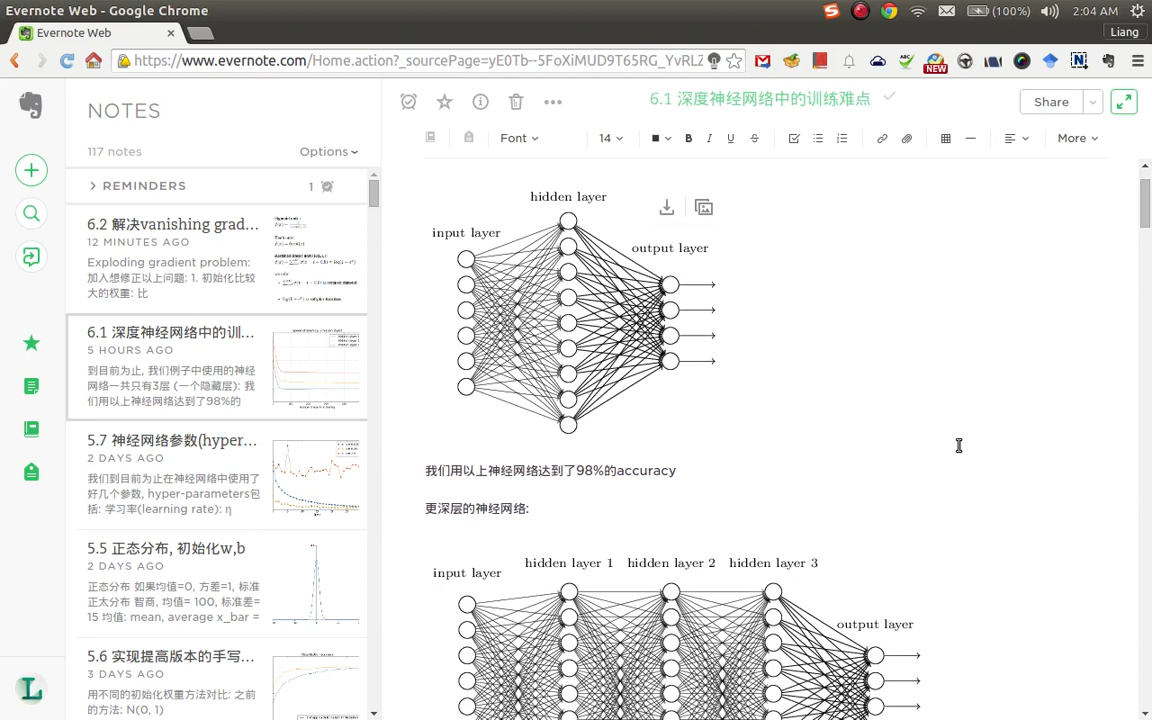 Evernote Web - Google Chrome
(100%)
2:04 AM
Evernote Web
Liang
https://www.evernote.com/Home.action?_sourcePage=yE0Tb--5FoXiMUD9T65RG_YvRLZ
NEW
NOTES
117 notes
Options
REMINDERS
1
6.2 解决vanishing grad...
12 MINUTES AGO
Exploding gradient problem:
加入想修正以上问题: 1. 初始化比较
大的权重: 比
6.1 深度神经网络中的训...
5 HOURS AGO
到目前为止, 我们例子中使用的神经
网络一共只有3层 (一个隐藏层): 我
们用以上神经网络达到了98%的
5.7 神经网络参数(hyper...
2 DAYS AGO
我们到目前为止在神经网络中使用了
好几个参数, hyper-parameters包
括: 学习率(learning rate): η
5.5 正态分布, 初始化w,b
2 DAYS AGO
正态分布 如果均值=0, 方差=1, 标准
正太分布 智商, 均值= 100, 标准差=
15 均值: mean, average x_bar =
5.6 实现提高版本的手写...
3 DAYS AGO
用不同的初始化权重方法对比: 之前
的方法: N(0, 1)
6.1 深度神经网络中的训练难点
Share
Font
14
B
I
U
T
More
hidden layer
input layer
output layer
我们用以上神经网络达到了98%的accuracy
更深层的神经网络:
hidden layer 1 hidden layer 2 hidden layer 3
input layer
output layer